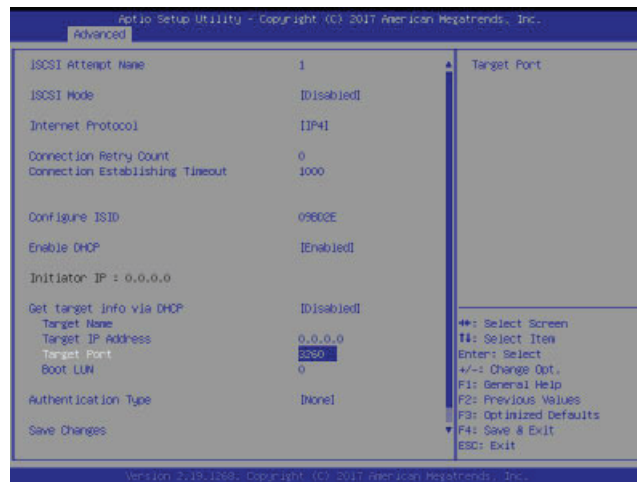 Aptio Setup Utility - Copyright (C) 2017 American Megatrends, Inc.
Advanced
iSCSI Attempt Name 1
iSCSI Mode [Disabled]
Internet Protocol [IP4]
Connection Retry Count 0
Connection Establishing Timeout 1000
Configure ISID 09BD2E
Enable DHCP [Enabled]
Initiator IP : 0.0.0.0
Get target info via DHCP [Disabled]
Target Name
Target IP Address 0.0.0.0
Target Port 3260
Boot LUN 0
Authentication Type [None]
Save Changes
Target Port
↔: Select Screen
↑↓: Select Item
Enter: Select
+/-: Change Opt.
F1: General Help
F2: Previous Values
F3: Optimized Defaults
F4: Save & Exit
ESC: Exit
Version 2.19.1268. Copyright (C) 2017 American Megatrends, Inc.